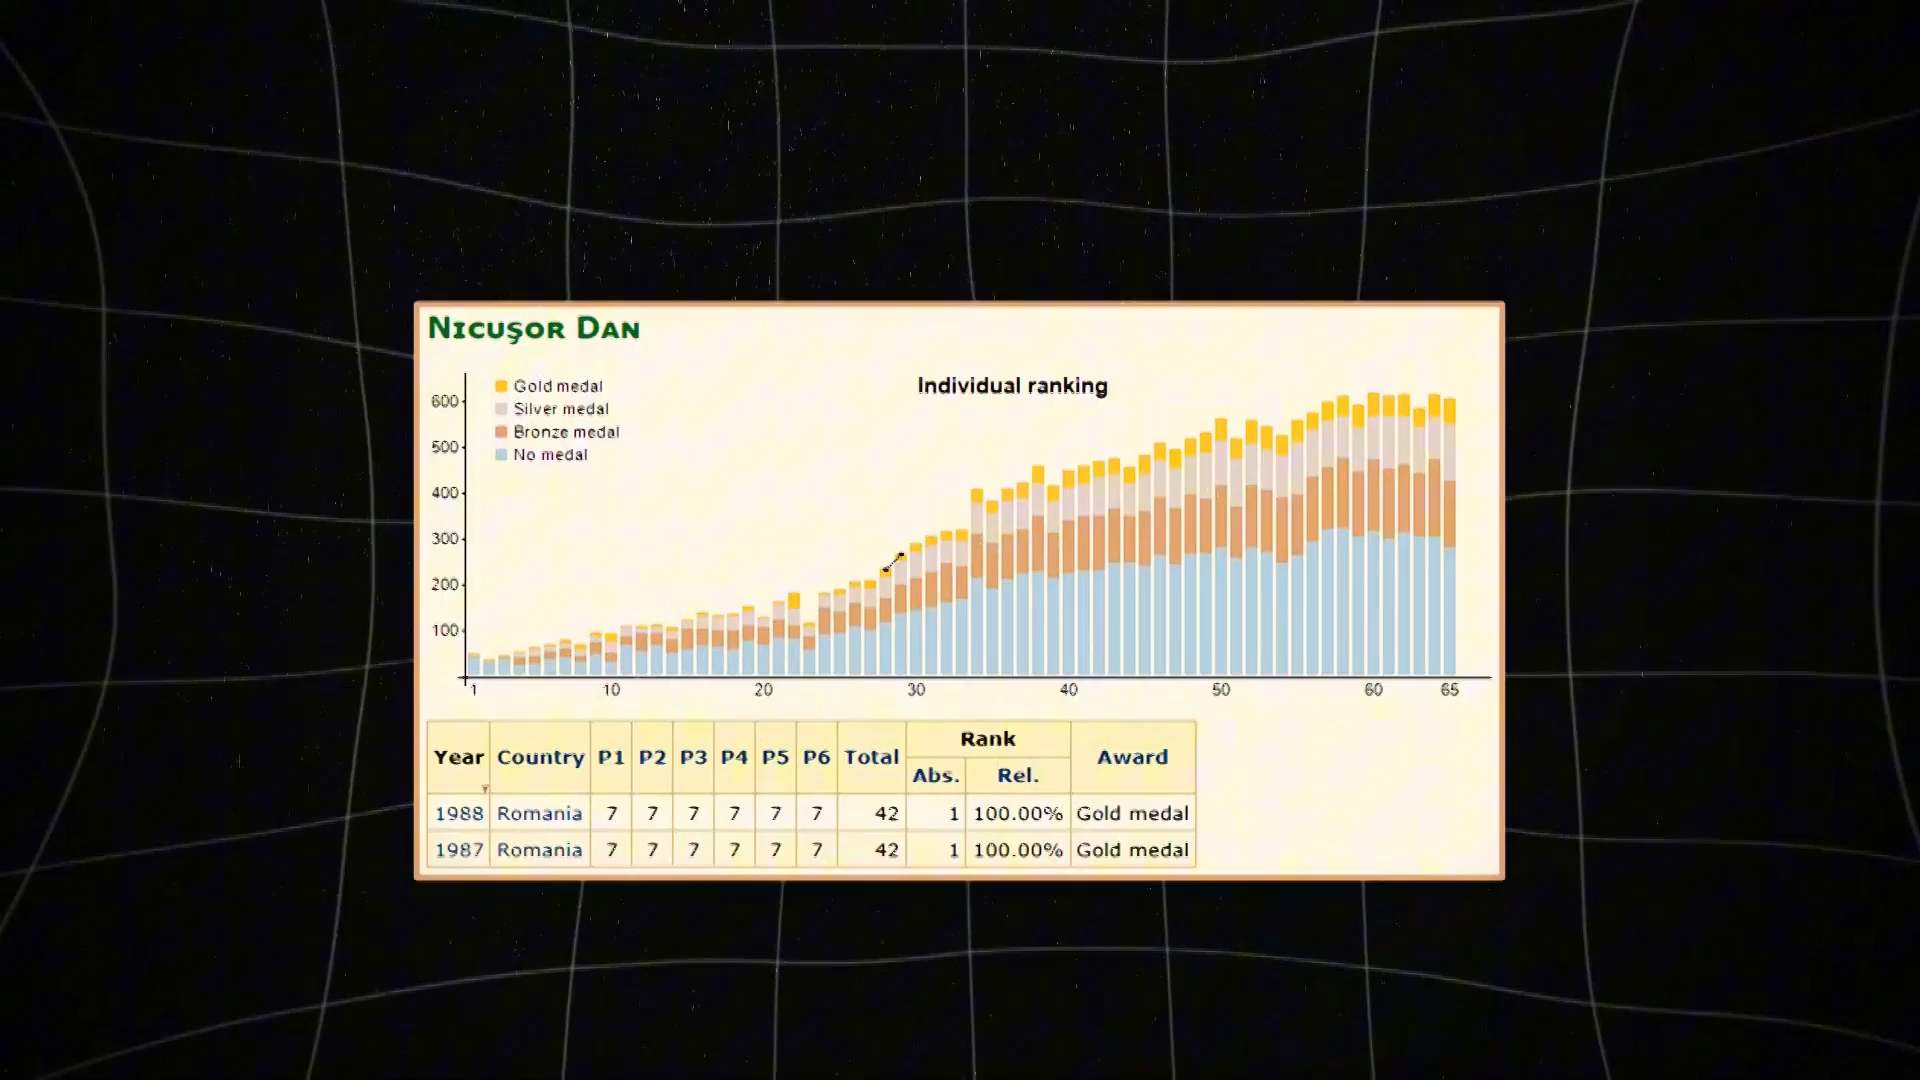 Nicuşor Dan
Individual ranking
Gold medal
Silver medal
Bronze medal
No medal
600
500
400
300
200
100
1 10 20 30 40 50 60 65
Year Country P1 P2 P3 P4 P5 P6 Total Rank Award
Abs. Rel.
1988 Romania 7 7 7 7 7 7 42 1 100.00% Gold medal
1987 Romania 7 7 7 7 7 7 42 1 100.00% Gold medal